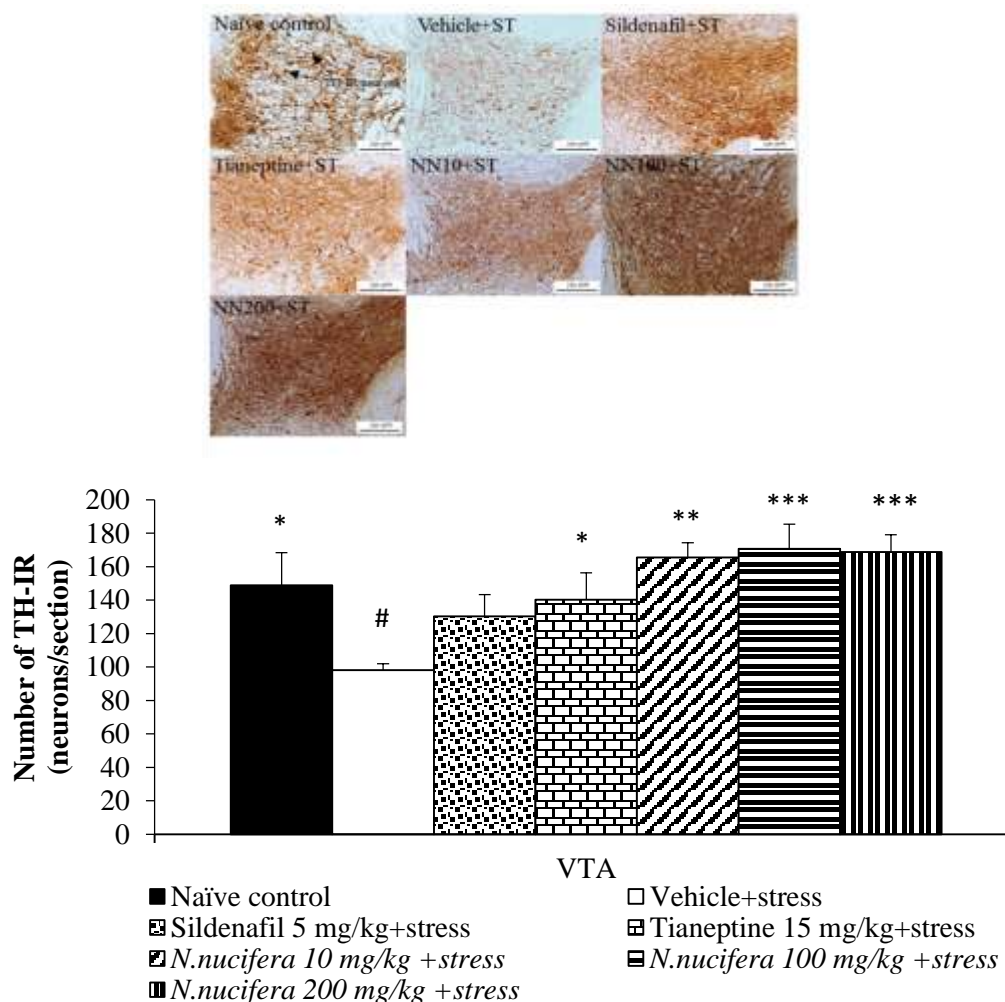 Naïve control
Vehicle+ST
Sildenafil+ST
Tianeptine+ST
NN10+ST
NN100+ST
NN200+ST
Number of TH-IR
(neurons/section)
200
180
160
140
120
100
80
60
40
20
0
*
#
*
**
***
***
VTA
Naïve control
Vehicle+stress
Sildenafil 5 mg/kg+stress
Tianeptine 15 mg/kg+stress
N.nucifera 10 mg/kg +stress
N.nucifera 100 mg/kg +stress
N.nucifera 200 mg/kg +stress